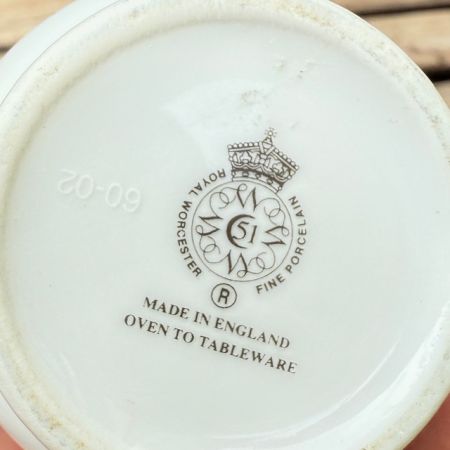 ROYAL WORCESTER
FINE PORCELAIN
51
®
MADE IN ENGLAND
OVEN TO TABLEWARE
60-02